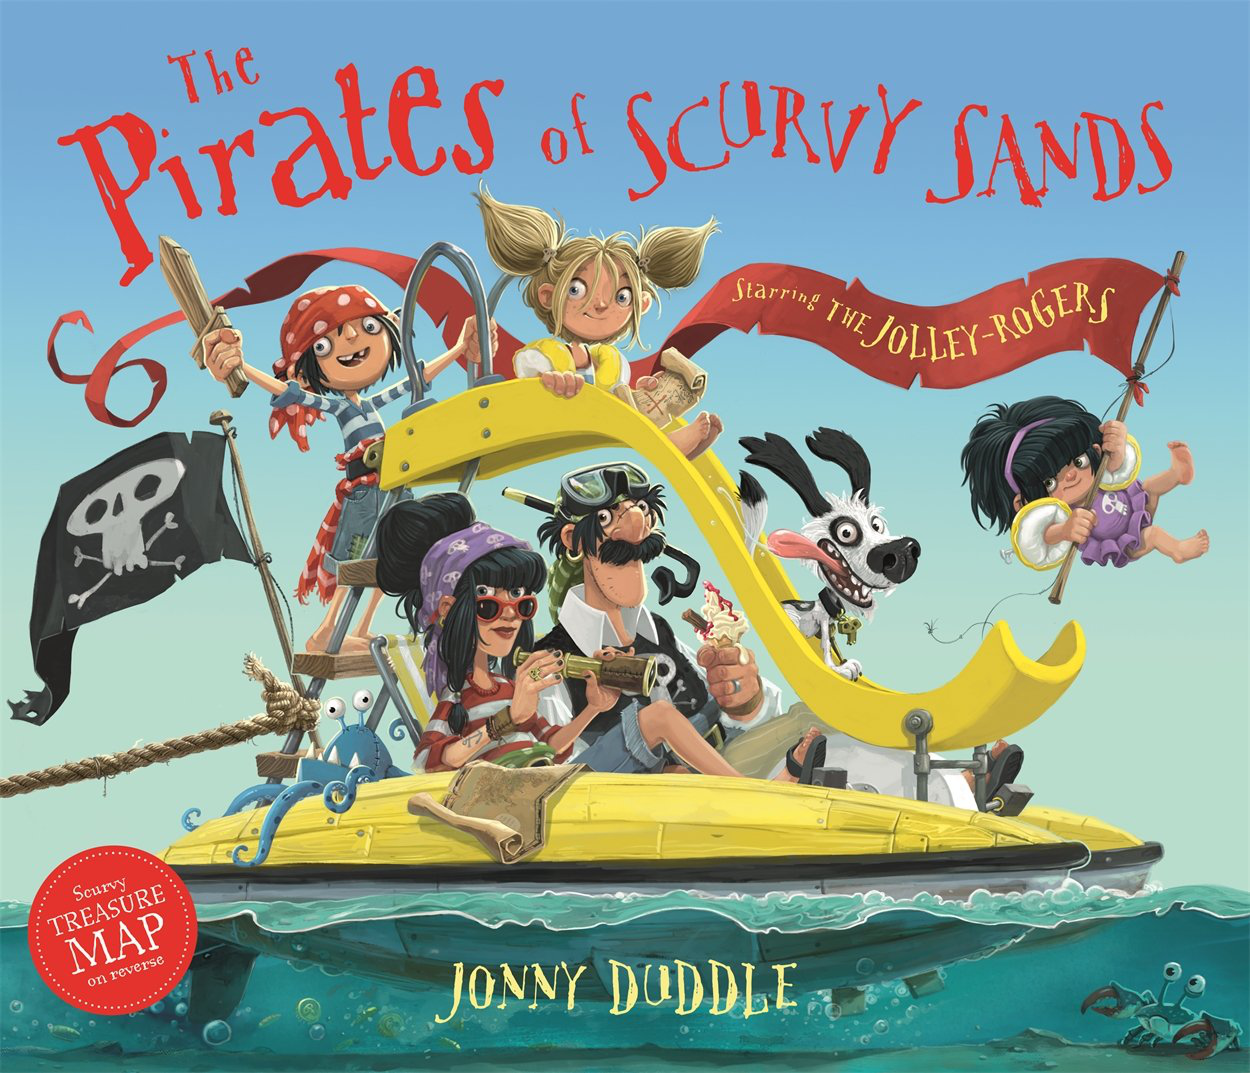 The
Pirates of SCURVY SANDS
Starring THE JOLLEY-ROGERS
Scurvy
TREASURE
MAP
on reverse
JONNY DUDDLE